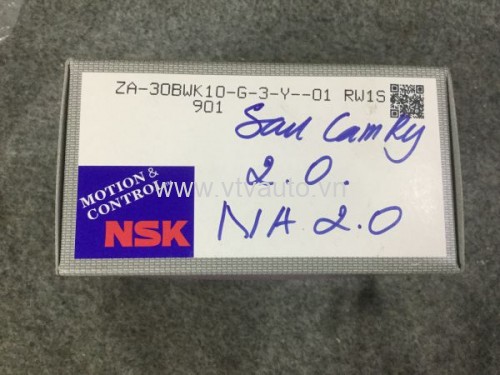 ZA-30BWK10-G-3-Y--01 RW1S
901
Sau Camry
2.0.
NA 2.0
www.vtvauto.vn
MOTION &
CONTROL
NSK